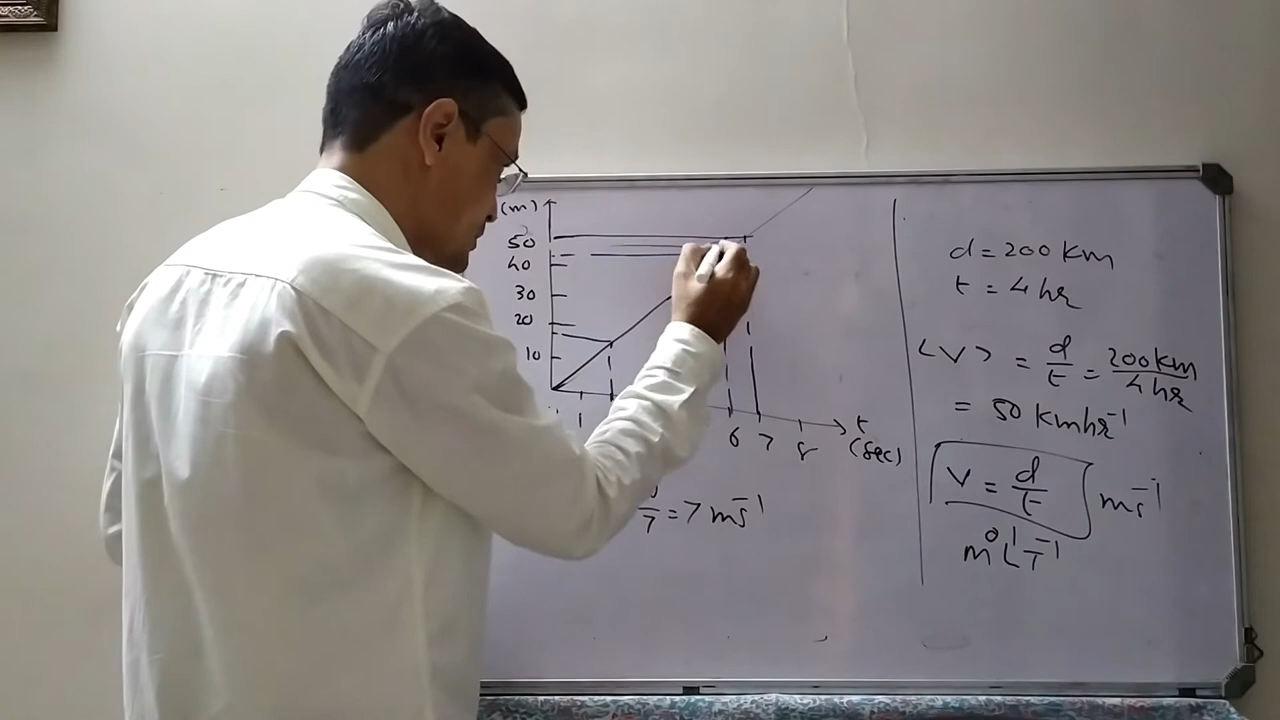 (m)
50
40
30
20
10
1
6 7 8
t
(sec)
/7 = 7 ms⁻¹
d = 200 Km
t = 4 hr
<V> = d/t = 200 km/4 hr
= 50 Kmhr⁻¹
V = d/t ms⁻¹
M⁰L¹T⁻¹